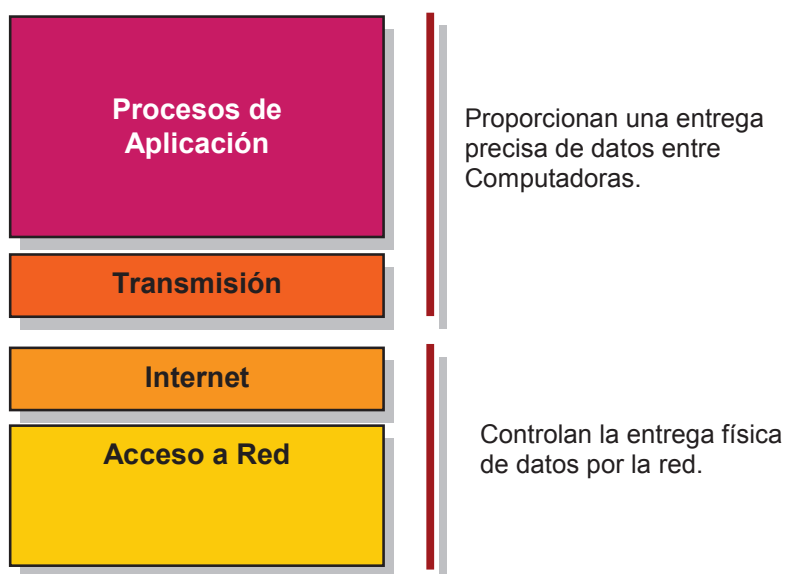 Procesos de
Aplicación
Proporcionan una entrega
precisa de datos entre
Computadoras.
Transmisión
Internet
Acceso a Red
Controlan la entrega física
de datos por la red.